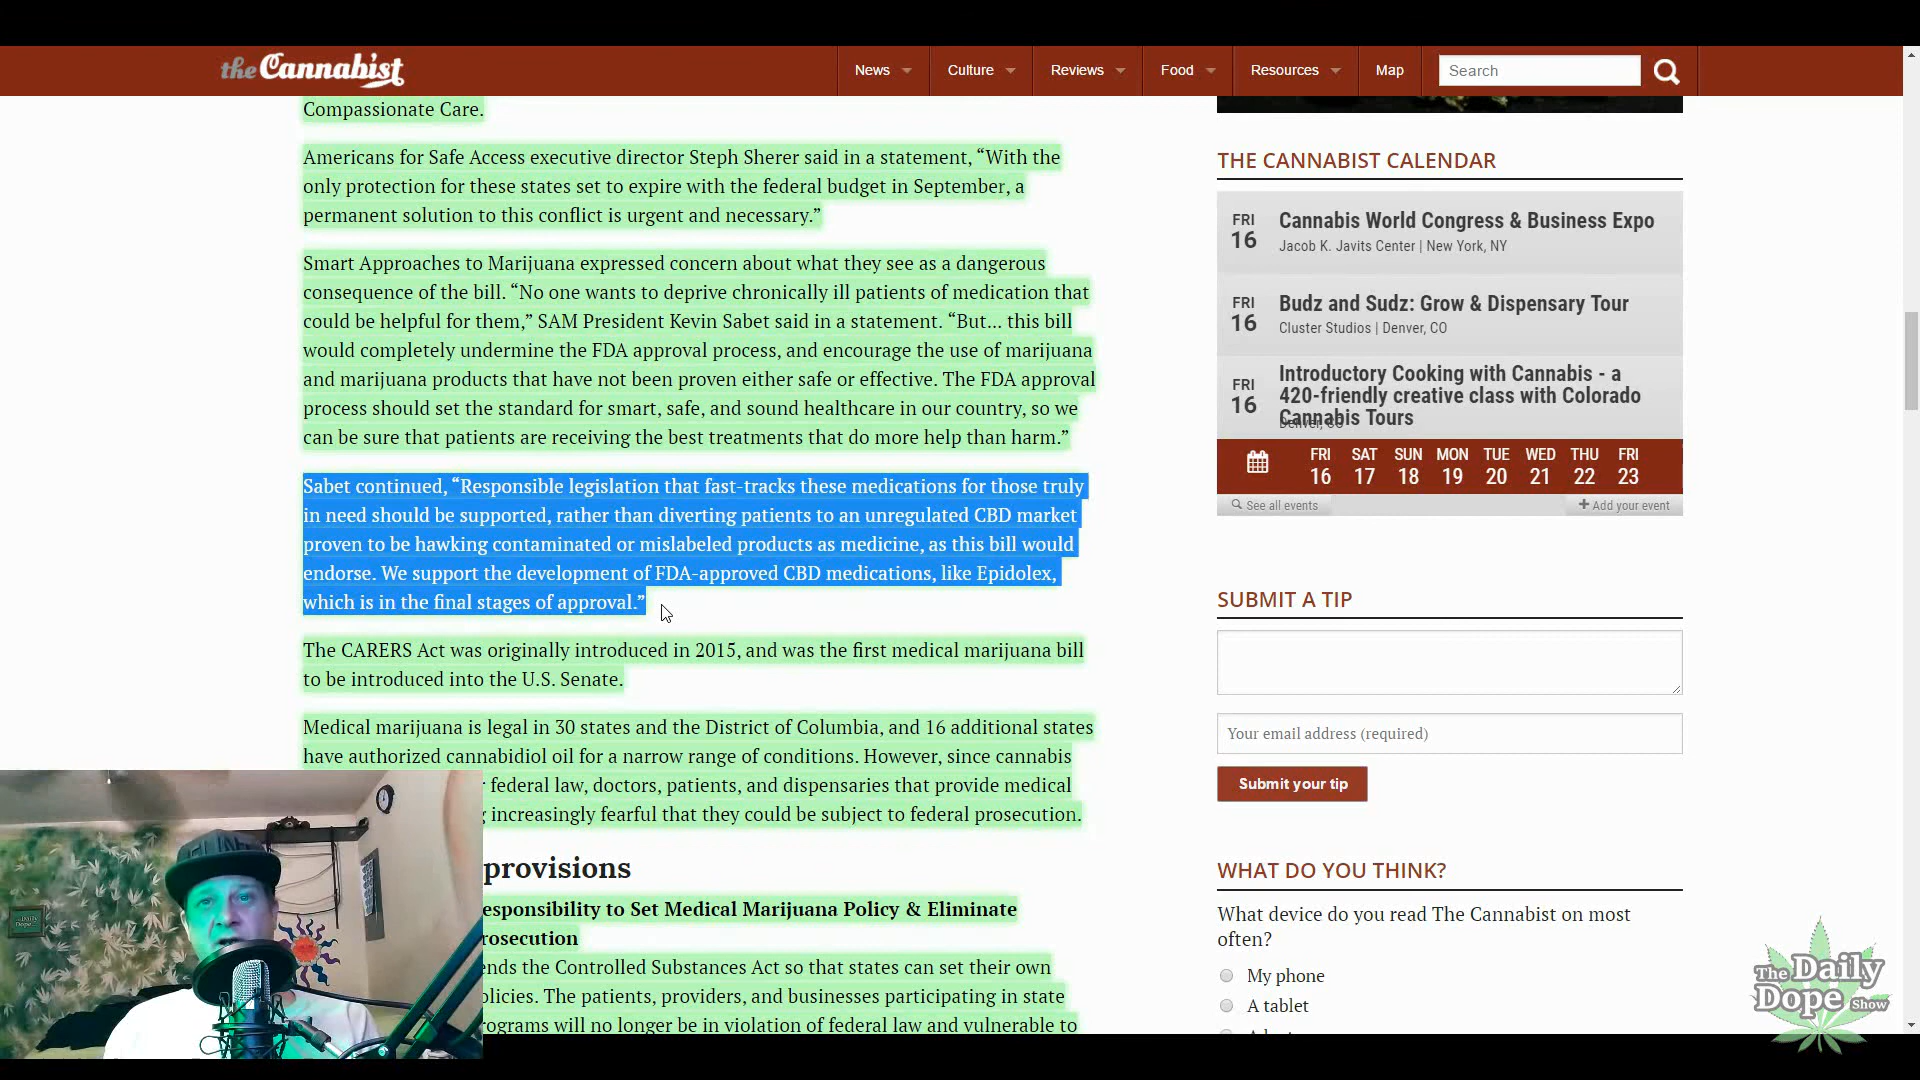 the Cannabist
News
Culture
Reviews
Food
Resources
Map
Search
Compassionate Care.
Americans for Safe Access executive director Steph Sherer said in a statement, “With the
only protection for these states set to expire with the federal budget in September, a
permanent solution to this conflict is urgent and necessary.”
Smart Approaches to Marijuana expressed concern about what they see as a dangerous
consequence of the bill. “No one wants to deprive chronically ill patients of medication that
could be helpful for them,” SAM President Kevin Sabet said in a statement. “But... this bill
would completely undermine the FDA approval process, and encourage the use of marijuana
and marijuana products that have not been proven either safe or effective. The FDA approval
process should set the standard for smart, safe, and sound healthcare in our country, so we
can be sure that patients are receiving the best treatments that do more help than harm.”
Sabet continued, “Responsible legislation that fast-tracks these medications for those truly
in need should be supported, rather than diverting patients to an unregulated CBD market
proven to be hawking contaminated or mislabeled products as medicine, as this bill would
endorse. We support the development of FDA-approved CBD medications, like Epidolex,
which is in the final stages of approval.”
The CARERS Act was originally introduced in 2015, and was the first medical marijuana bill
to be introduced into the U.S. Senate.
Medical marijuana is legal in 30 states and the District of Columbia, and 16 additional states
have authorized cannabidiol oil for a narrow range of conditions. However, since cannabis
federal law, doctors, patients, and dispensaries that provide medical
increasingly fearful that they could be subject to federal prosecution.
provisions
esponsibility to Set Medical Marijuana Policy & Eliminate
rosecution
ends the Controlled Substances Act so that states can set their own
olicies. The patients, providers, and businesses participating in state
rograms will no longer be in violation of federal law and vulnerable to
THE CANNABIST CALENDAR
FRI
16
Cannabis World Congress & Business Expo
Jacob K. Javits Center | New York, NY
FRI
16
Budz and Sudz: Grow & Dispensary Tour
Cluster Studios | Denver, CO
FRI
16
Introductory Cooking with Cannabis - a
420-friendly creative class with Colorado
Cannabis Tours
Denver, CO
FRI SAT SUN MON TUE WED THU FRI
16 17 18 19 20 21 22 23
See all events
Add your event
SUBMIT A TIP
Your email address (required)
Submit your tip
WHAT DO YOU THINK?
What device do you read The Cannabist on most
often?
My phone
A tablet
The Daily
Dope Show